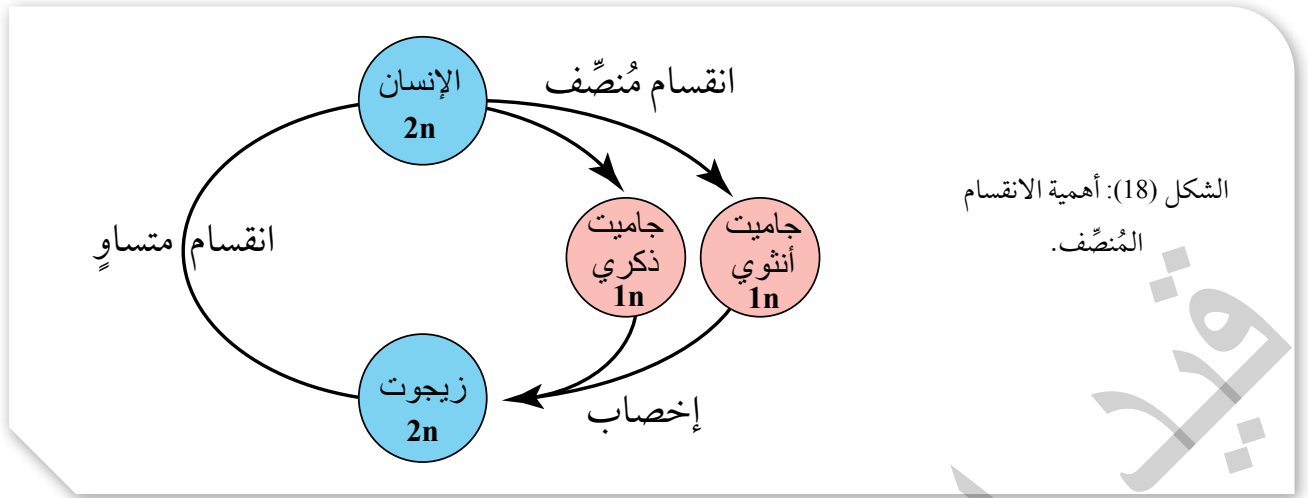 الشكل (18): أهمية الانقسام
المُنصِّف.
الإنسان
2n
انقسام مُنصِّف
جاميت
ذكري
1n
جاميت
أنثوي
1n
انقسام متساوٍ
إخصاب
زيجوت
2n